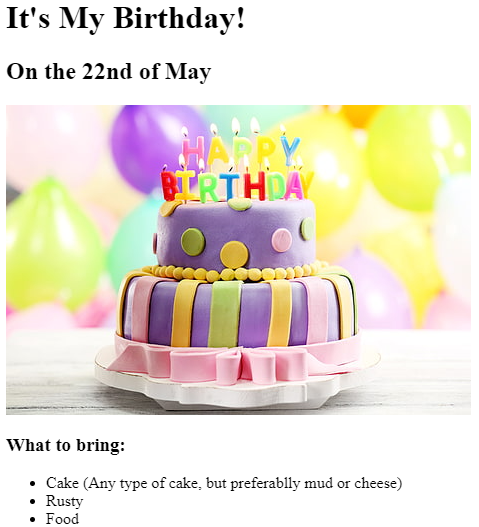 It's My Birthday!
On the 22nd of May
HAPPY
BIRTHDAY
What to bring:
Cake (Any type of cake, but preferablly mud or cheese)
Rusty
Food